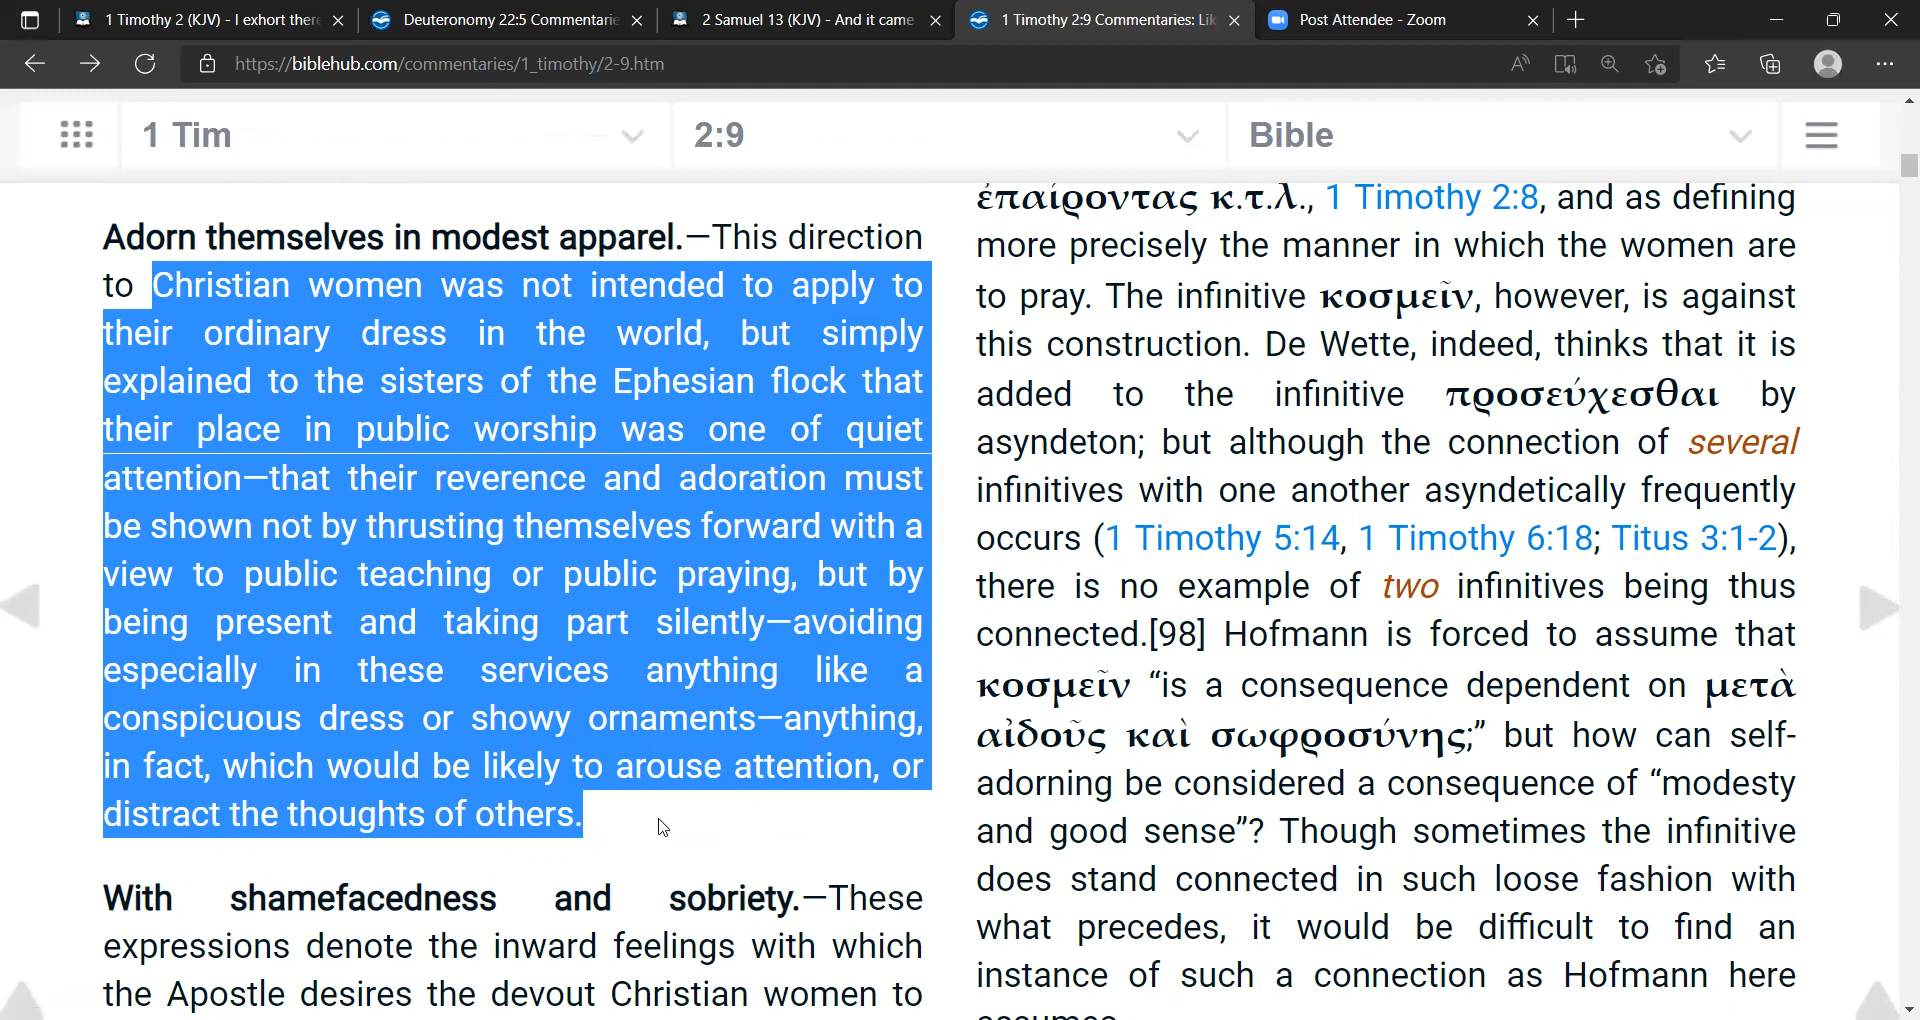 1 Timothy 2 (KJV) - I exhort there
Deuteronomy 22:5 Commentarie
2 Samuel 13 (KJV) - And it came
1 Timothy 2:9 Commentaries: Lik
Post Attendee - Zoom
https://biblehub.com/commentaries/1_timothy/2-9.htm
1 Tim
2:9
Bible
Adorn themselves in modest apparel.—This direction
to Christian women was not intended to apply to
their ordinary dress in the world, but simply
explained to the sisters of the Ephesian flock that
their place in public worship was one of quiet
attention—that their reverence and adoration must
be shown not by thrusting themselves forward with a
view to public teaching or public praying, but by
being present and taking part silently—avoiding
especially in these services anything like a
conspicuous dress or showy ornaments—anything,
in fact, which would be likely to arouse attention, or
distract the thoughts of others.
With shamefacedness and sobriety.—These
expressions denote the inward feelings with which
the Apostle desires the devout Christian women to
ἐπαίροντας κ.τ.λ., 1 Timothy 2:8, and as defining
more precisely the manner in which the women are
to pray. The infinitive κοσμεῖν, however, is against
this construction. De Wette, indeed, thinks that it is
added to the infinitive προσεύχεσθαι by
asyndeton; but although the connection of several
infinitives with one another asyndetically frequently
occurs (1 Timothy 5:14, 1 Timothy 6:18; Titus 3:1-2),
there is no example of two infinitives being thus
connected.[98] Hofmann is forced to assume that
κοσμεῖν “is a consequence dependent on μετὰ
αἰδοῦς καὶ σωφροσύνης;” but how can self-
adorning be considered a consequence of “modesty
and good sense”? Though sometimes the infinitive
does stand connected in such loose fashion with
what precedes, it would be difficult to find an
instance of such a connection as Hofmann here